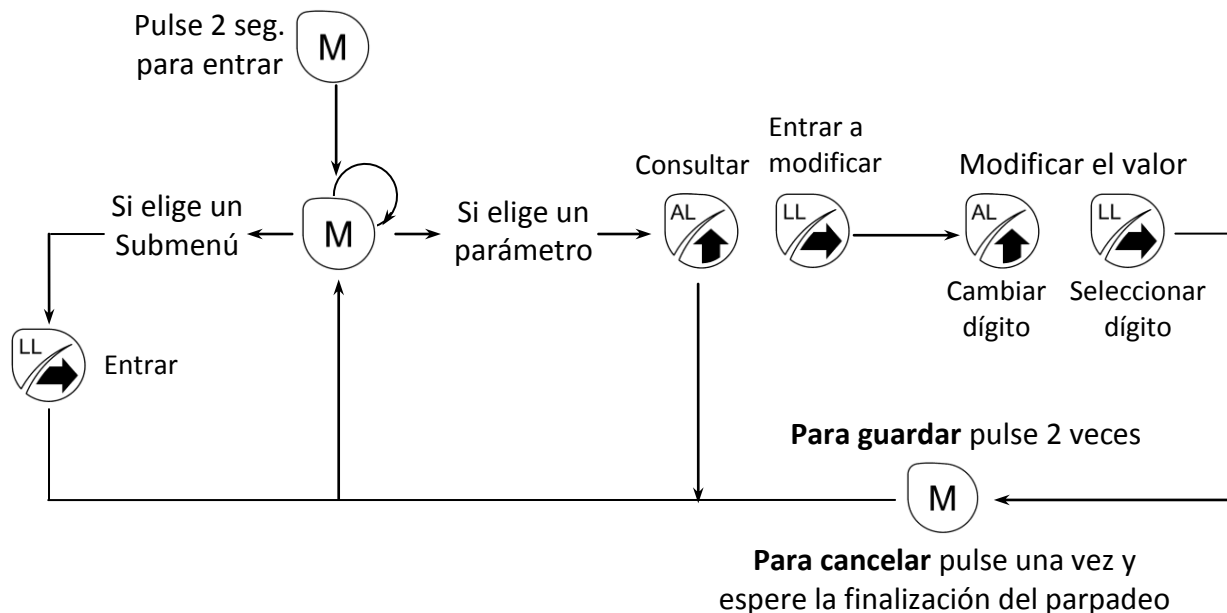 Pulse 2 seg.
para entrar
M
Entrar a
modificar
Consultar
Modificar el valor
Si elige un
Submenú
M
Si elige un
parámetro
AL
LL
AL
LL
Cambiar
dígito
Seleccionar
dígito
LL
Entrar
Para guardar pulse 2 veces
M
Para cancelar pulse una vez y
espere la finalización del parpadeo